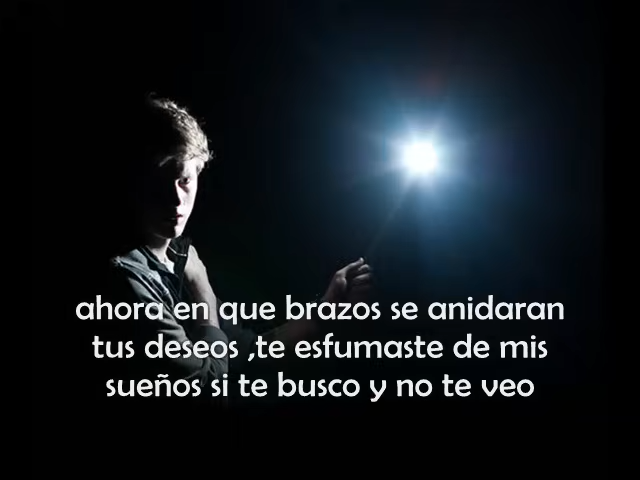 ahora en que brazos se anidaran
tus deseos ,te esfumaste de mis
sueños si te busco y no te veo